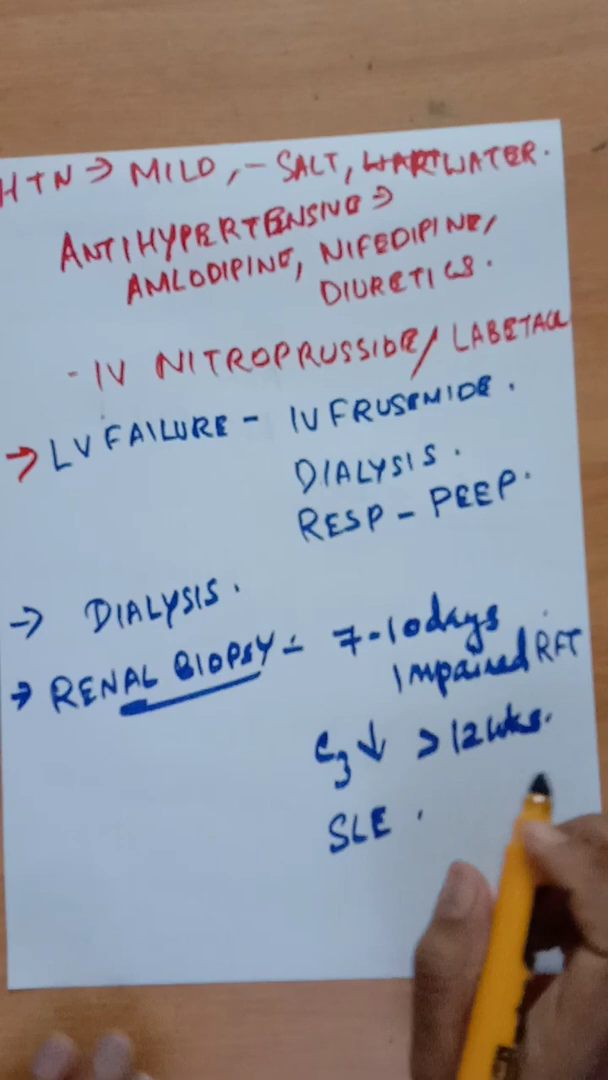 HTN → MILD, - SALT, WATER.
ANTIHYPERTENSIVE →
AMLODIPINE, NIFEDIPINE/
DIURETICS.
- IV NITROPRUSSIDE/ LABETALOL
→ LV FAILURE - IV FRUSEMIDE.
DIALYSIS.
RESP - PEEP.
→ DIALYSIS.
→ RENAL BIOPSY - 7-10 days
Impaired RFT
C3 ↓ > 12 wks.
SLE.